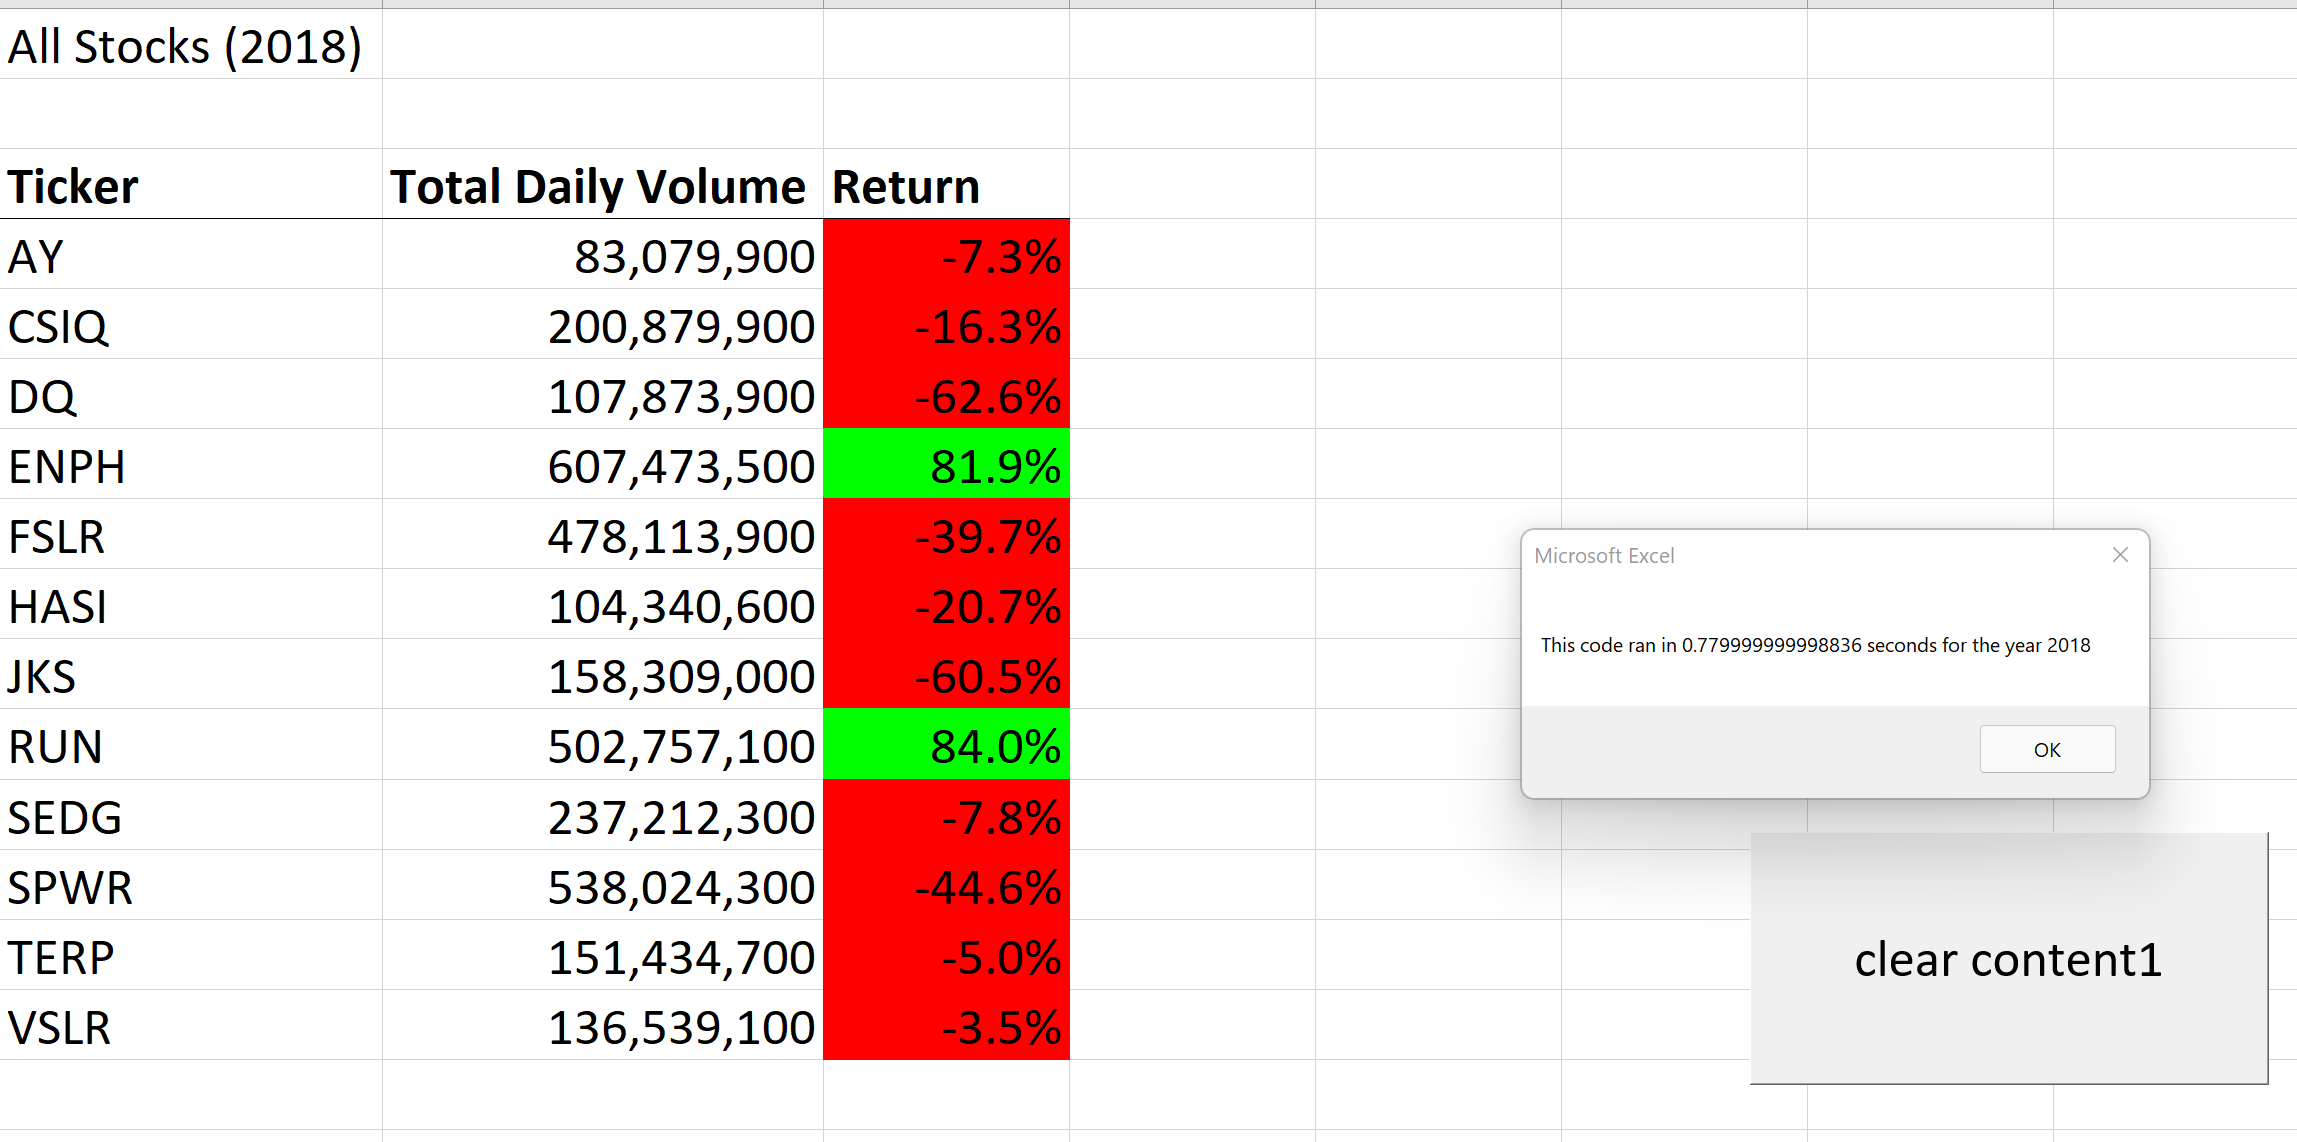 All Stocks (2018)
Ticker Total Daily Volume Return
AY 83,079,900 -7.3%
CSIQ 200,879,900 -16.3%
DQ 107,873,900 -62.6%
ENPH 607,473,500 81.9%
FSLR 478,113,900 -39.7%
HASI 104,340,600 -20.7%
JKS 158,309,000 -60.5%
RUN 502,757,100 84.0%
SEDG 237,212,300 -7.8%
SPWR 538,024,300 -44.6%
TERP 151,434,700 -5.0%
VSLR 136,539,100 -3.5%
Microsoft Excel
This code ran in 0.779999999998836 seconds for the year 2018
OK
clear content1